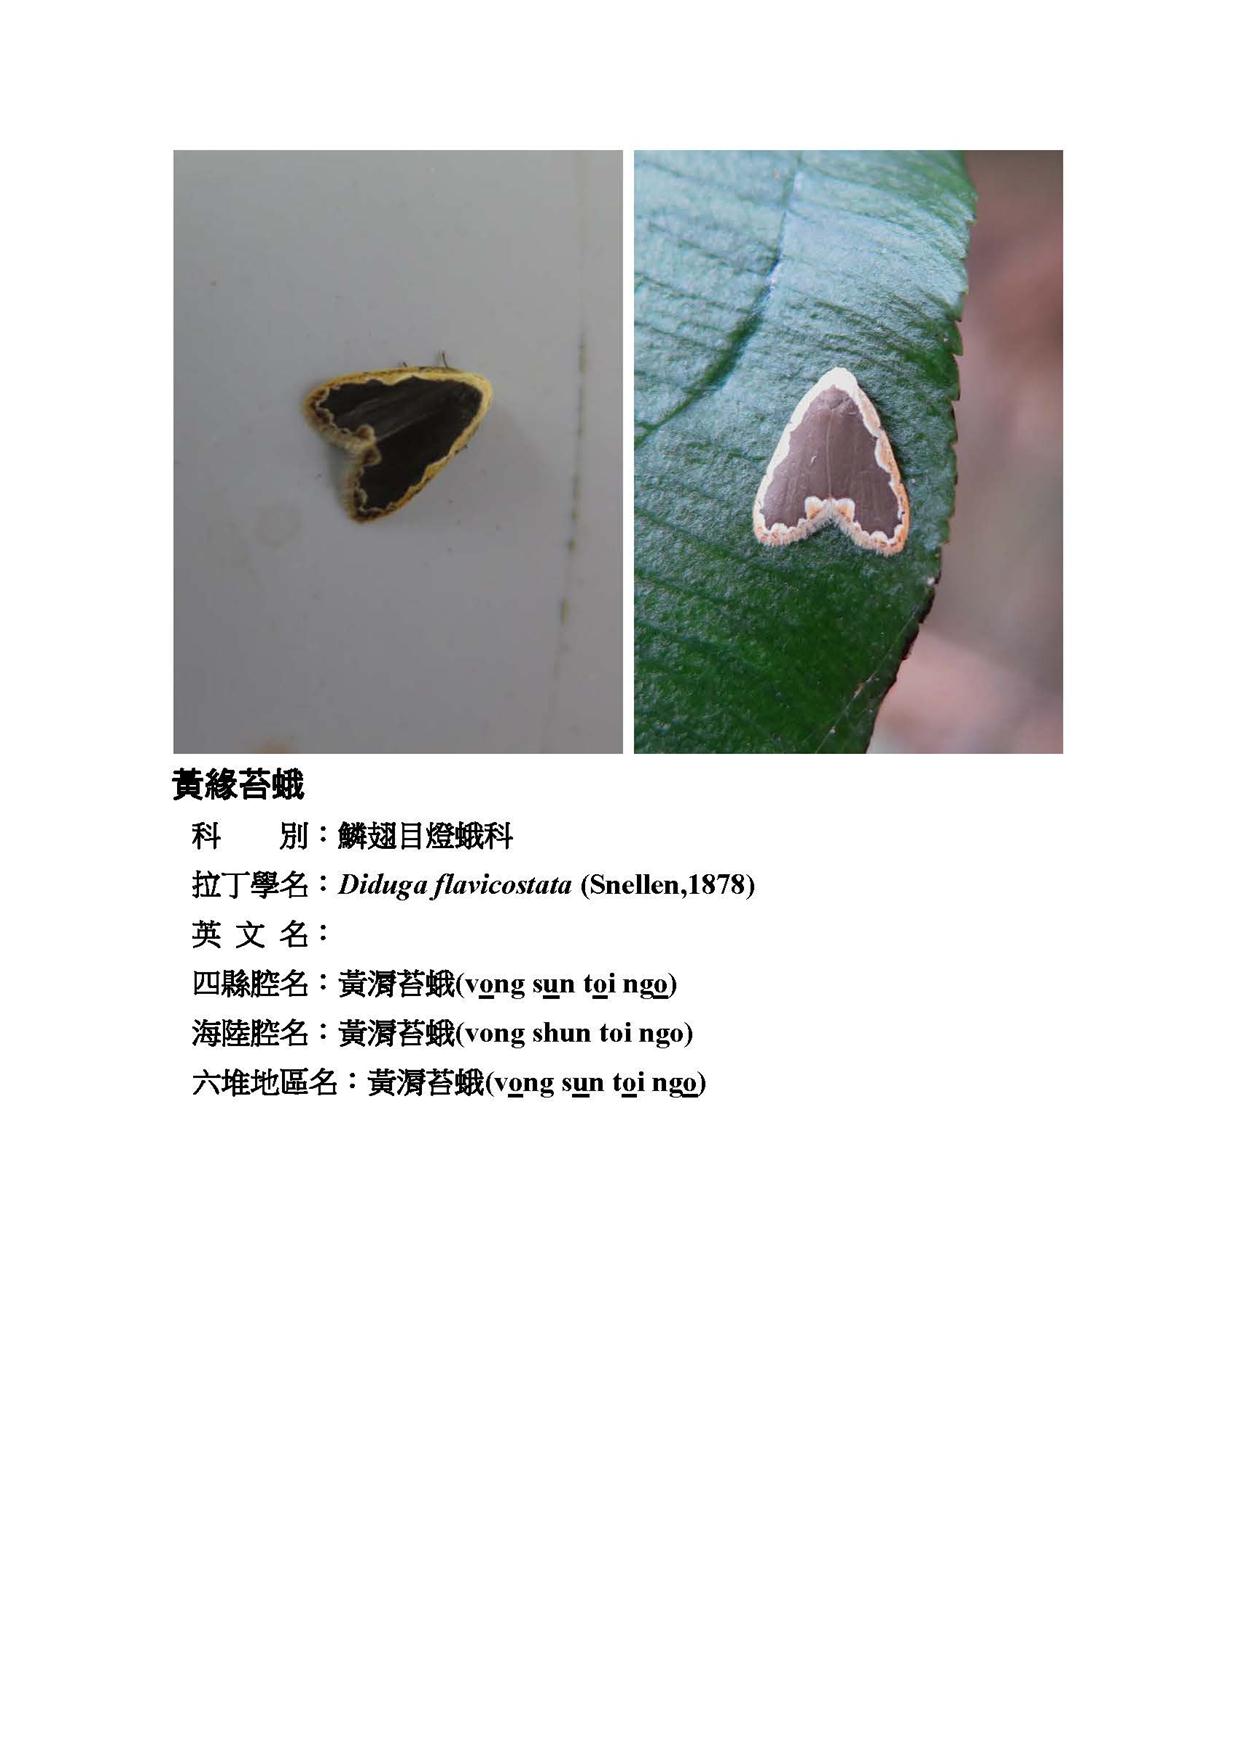 黃緣苔蛾
科　　別：鱗翅目燈蛾科
拉丁學名：Diduga flavicostata (Snellen,1878)
英 文 名：
四縣腔名：黃漘苔蛾(vong sun toi ngo)
海陸腔名：黃漘苔蛾(vong shun toi ngo)
六堆地區名：黃漘苔蛾(vong sun toi ngo)